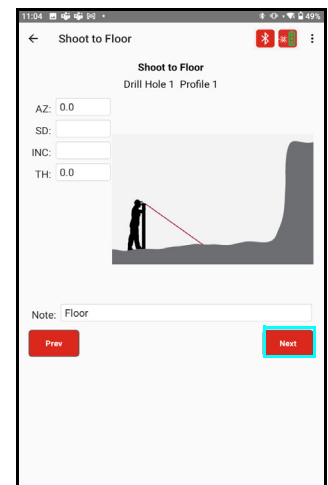 11:04 49%
Shoot to Floor
Shoot to Floor
Drill Hole 1 Profile 1
AZ: 0.0
SD:
INC:
TH: 0.0
Note: Floor
Prev Next